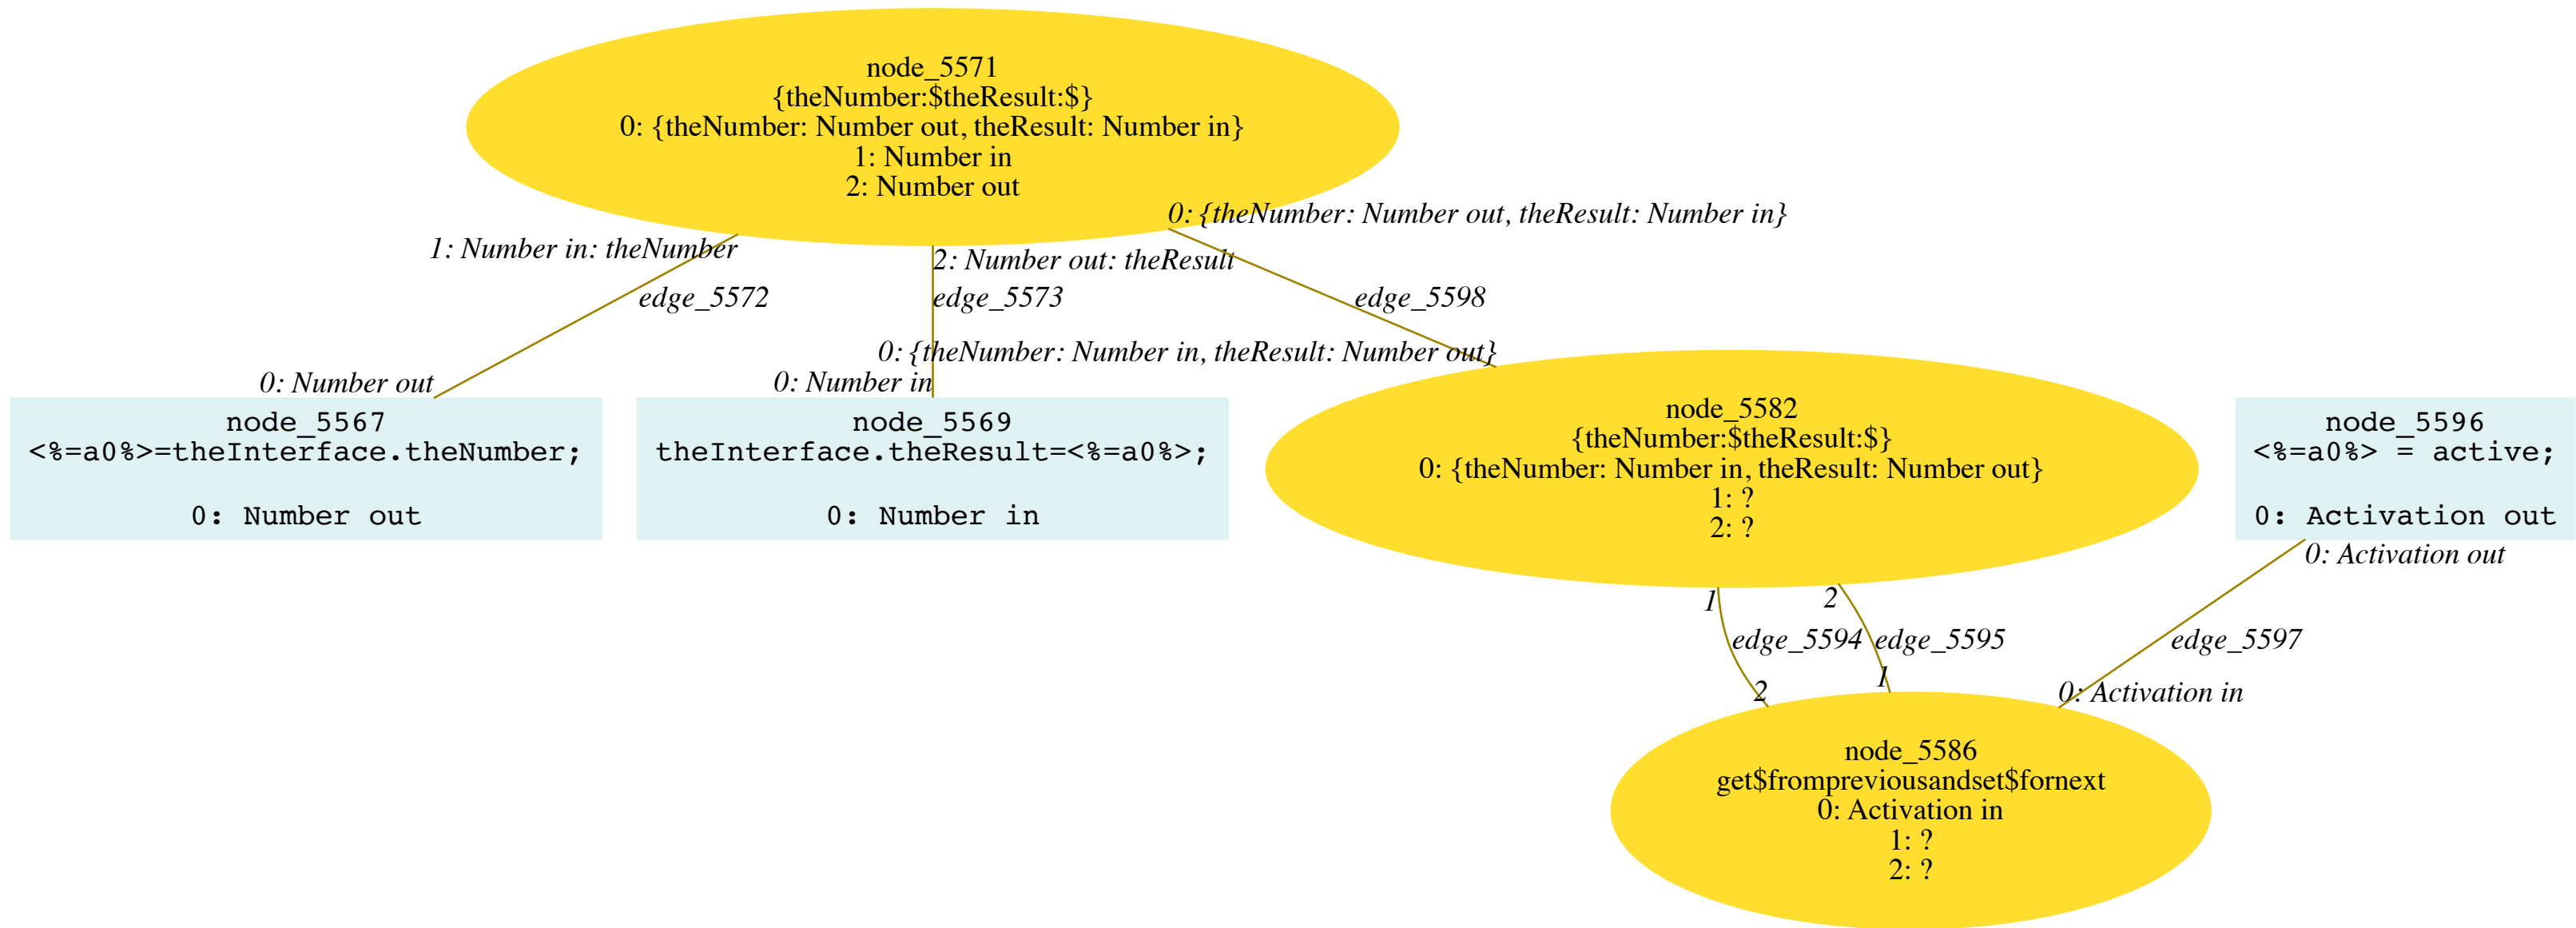 node_5571
{theNumber:$theResult:$}
0: {theNumber: Number out, theResult: Number in}
1: Number in
2: Number out
0: {theNumber: Number out, theResult: Number in}
1: Number in: theNumber
2: Number out: theResult
edge_5572
edge_5573
edge_5598
0: {theNumber: Number in, theResult: Number out}
0: Number out
0: Number in
node_5567
<%=a0%>=theInterface.theNumber;
0: Number out
node_5569
theInterface.theResult=<%=a0%>;
0: Number in
node_5582
{theNumber:$theResult:$}
0: {theNumber: Number in, theResult: Number out}
1: ?
2: ?
node_5596
<%=a0%> = active;
0: Activation out
0: Activation out
1
2
edge_5594
edge_5595
edge_5597
2
1
0: Activation in
node_5586
get$frompreviousandset$fornext
0: Activation in
1: ?
2: ?